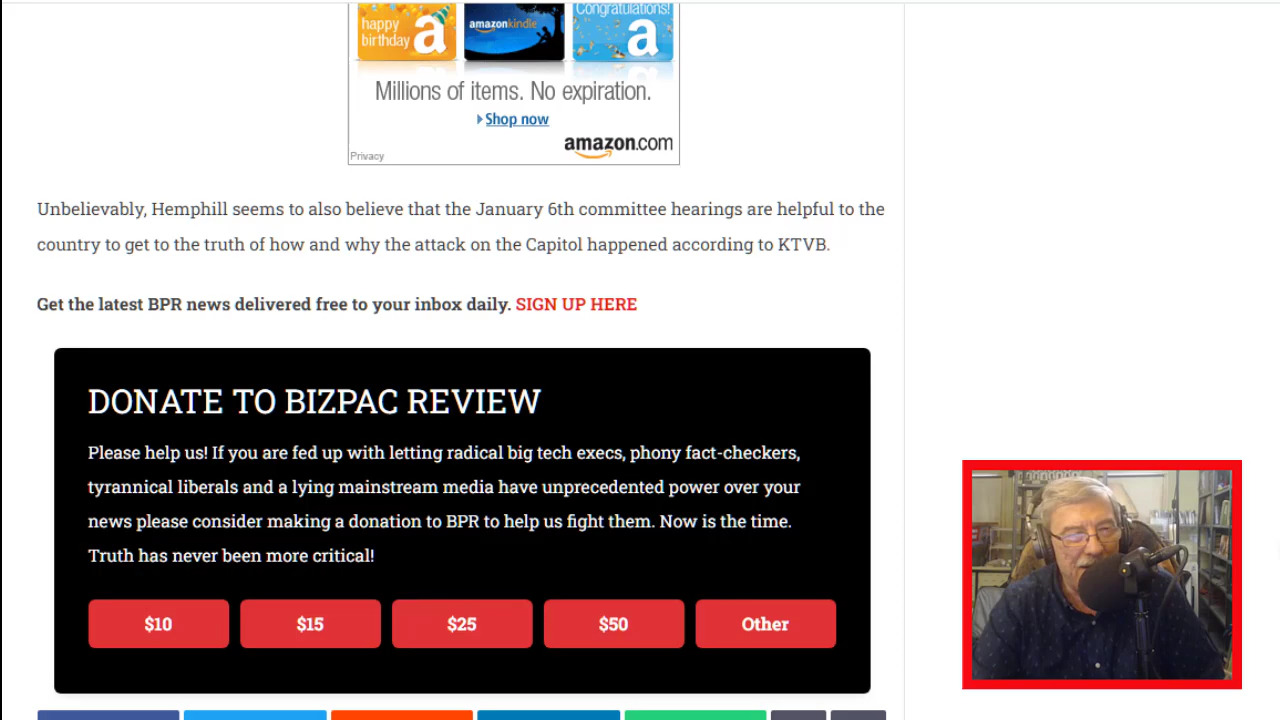 happy
birthday
a
amazonkindle
Congratulations!
a
Millions of items. No expiration.
Shop now
amazon.com
Privacy
Unbelievably, Hemphill seems to also believe that the January 6th committee hearings are helpful to the
country to get to the truth of how and why the attack on the Capitol happened according to KTVB.
Get the latest BPR news delivered free to your inbox daily. SIGN UP HERE
DONATE TO BIZPAC REVIEW
Please help us! If you are fed up with letting radical big tech execs, phony fact-checkers,
tyrannical liberals and a lying mainstream media have unprecedented power over your
news please consider making a donation to BPR to help us fight them. Now is the time.
Truth has never been more critical!
$10 $15 $25 $50 Other